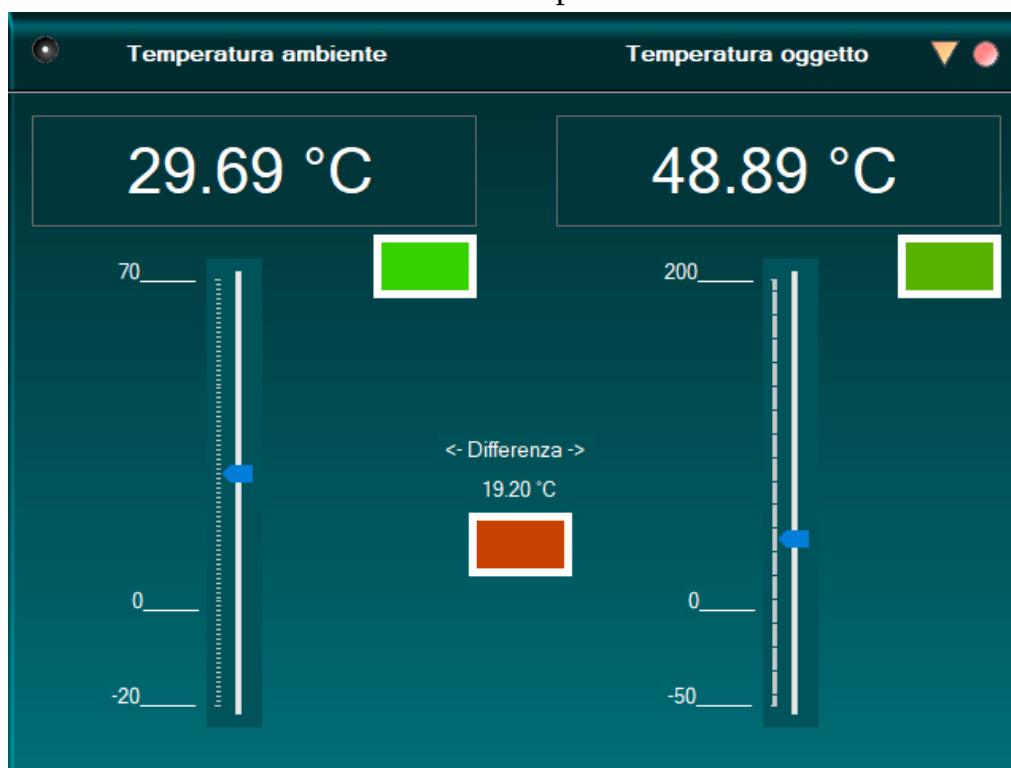 Temperatura ambiente
Temperatura oggetto
29.69 °C
48.89 °C
70
200
<- Differenza ->
19.20 °C
0
0
-20
-50